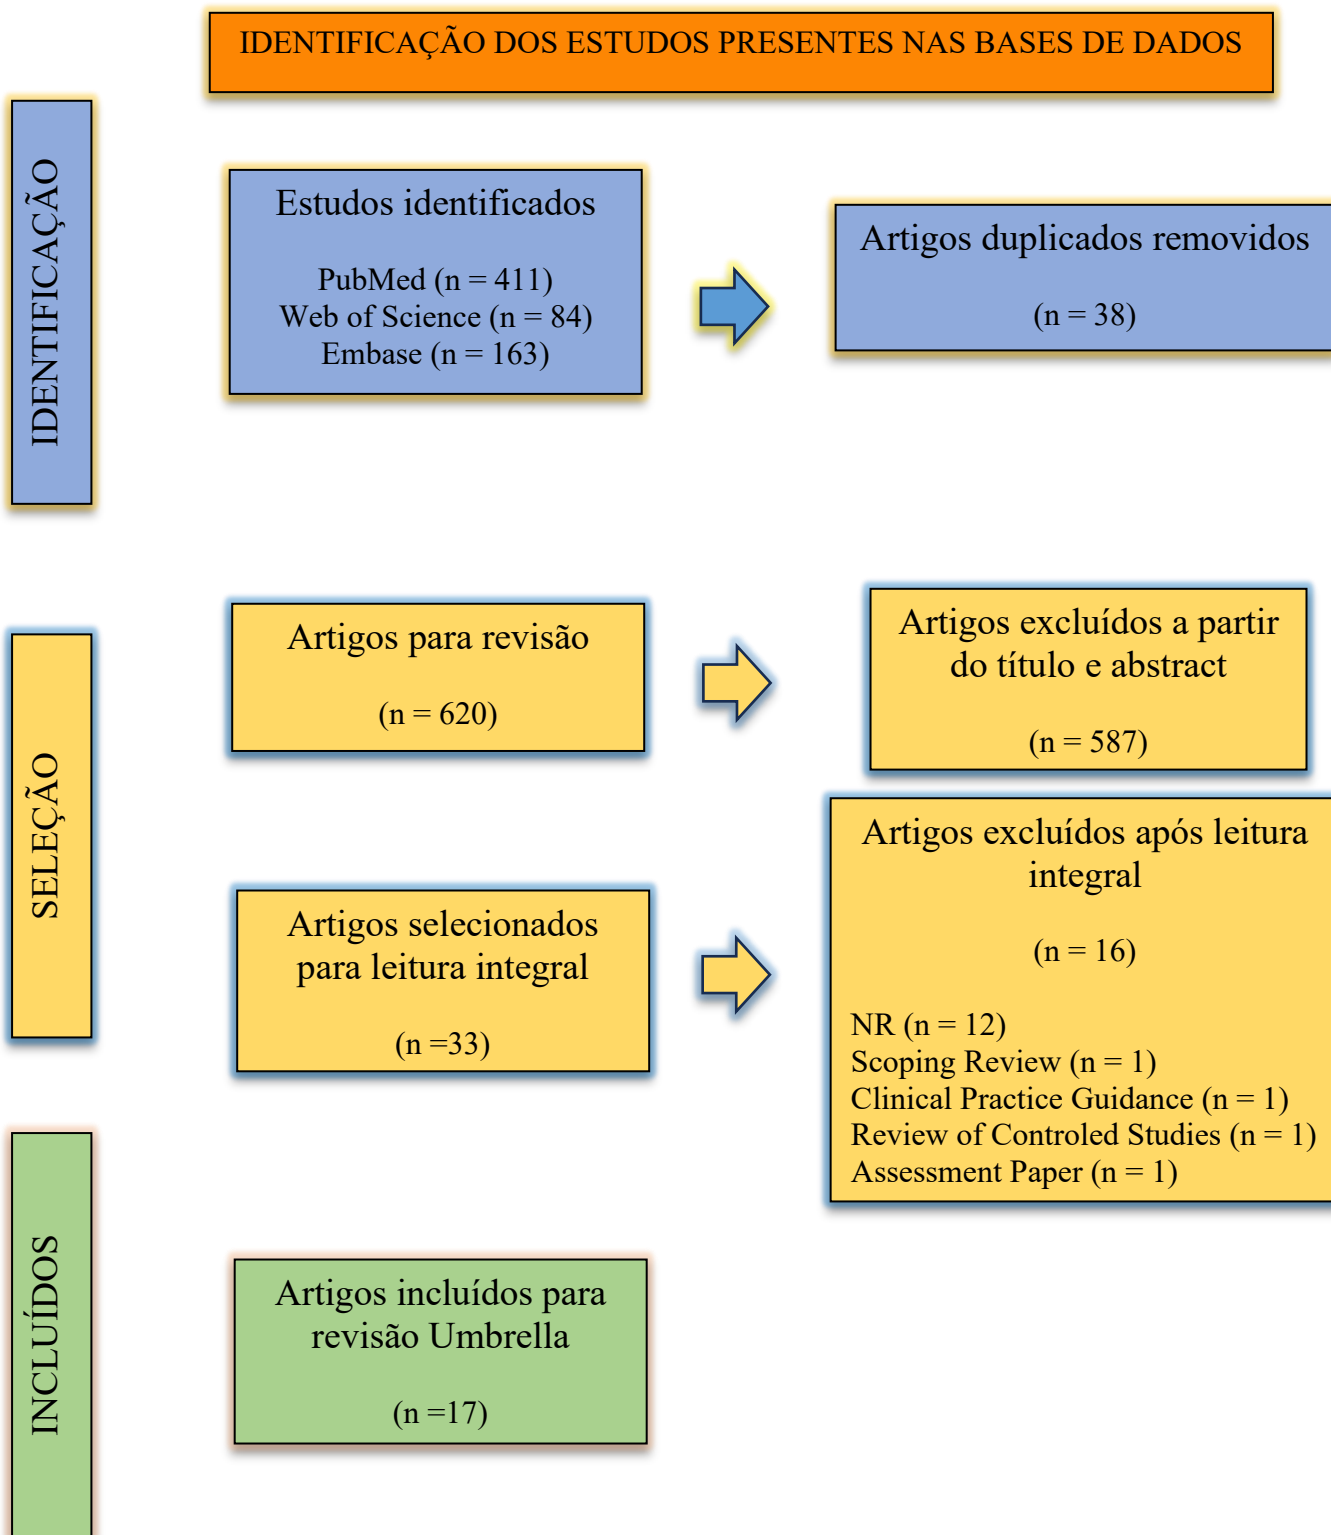 IDENTIFICAÇÃO DOS ESTUDOS PRESENTES NAS BASES DE DADOS
IDENTIFICAÇÃO
Estudos identificados
PubMed (n = 411)
Web of Science (n = 84)
Embase (n = 163)
Artigos duplicados removidos
(n = 38)
SELEÇÃO
Artigos para revisão
(n = 620)
Artigos excluídos a partir
do título e abstract
(n = 587)
Artigos selecionados
para leitura integral
(n =33)
Artigos excluídos após leitura
integral
(n = 16)
NR (n = 12)
Scoping Review (n = 1)
Clinical Practice Guidance (n = 1)
Review of Controled Studies (n = 1)
Assessment Paper (n = 1)
INCLUÍDOS
Artigos incluídos para
revisão Umbrella
(n =17)